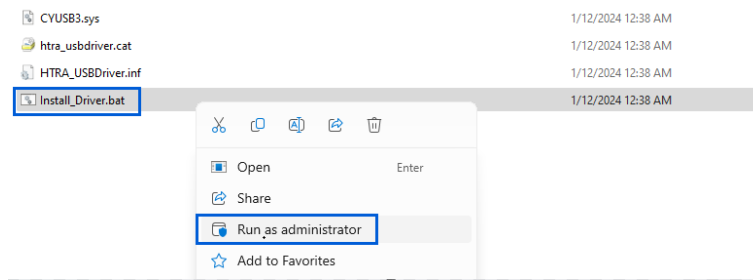 CYUSB3.sys 1/12/2024 12:38 AM
htra_usbdriver.cat 1/12/2024 12:38 AM
HTRA_USBDriver.inf 1/12/2024 12:38 AM
Install_Driver.bat 1/12/2024 12:38 AM
Open Enter
Share
Run as administrator
Add to Favorites